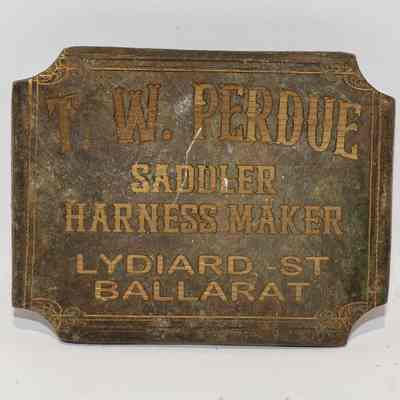 T. W. PERDUE
SADDLER
HARNESS MAKER
LYDIARD -ST
BALLARAT